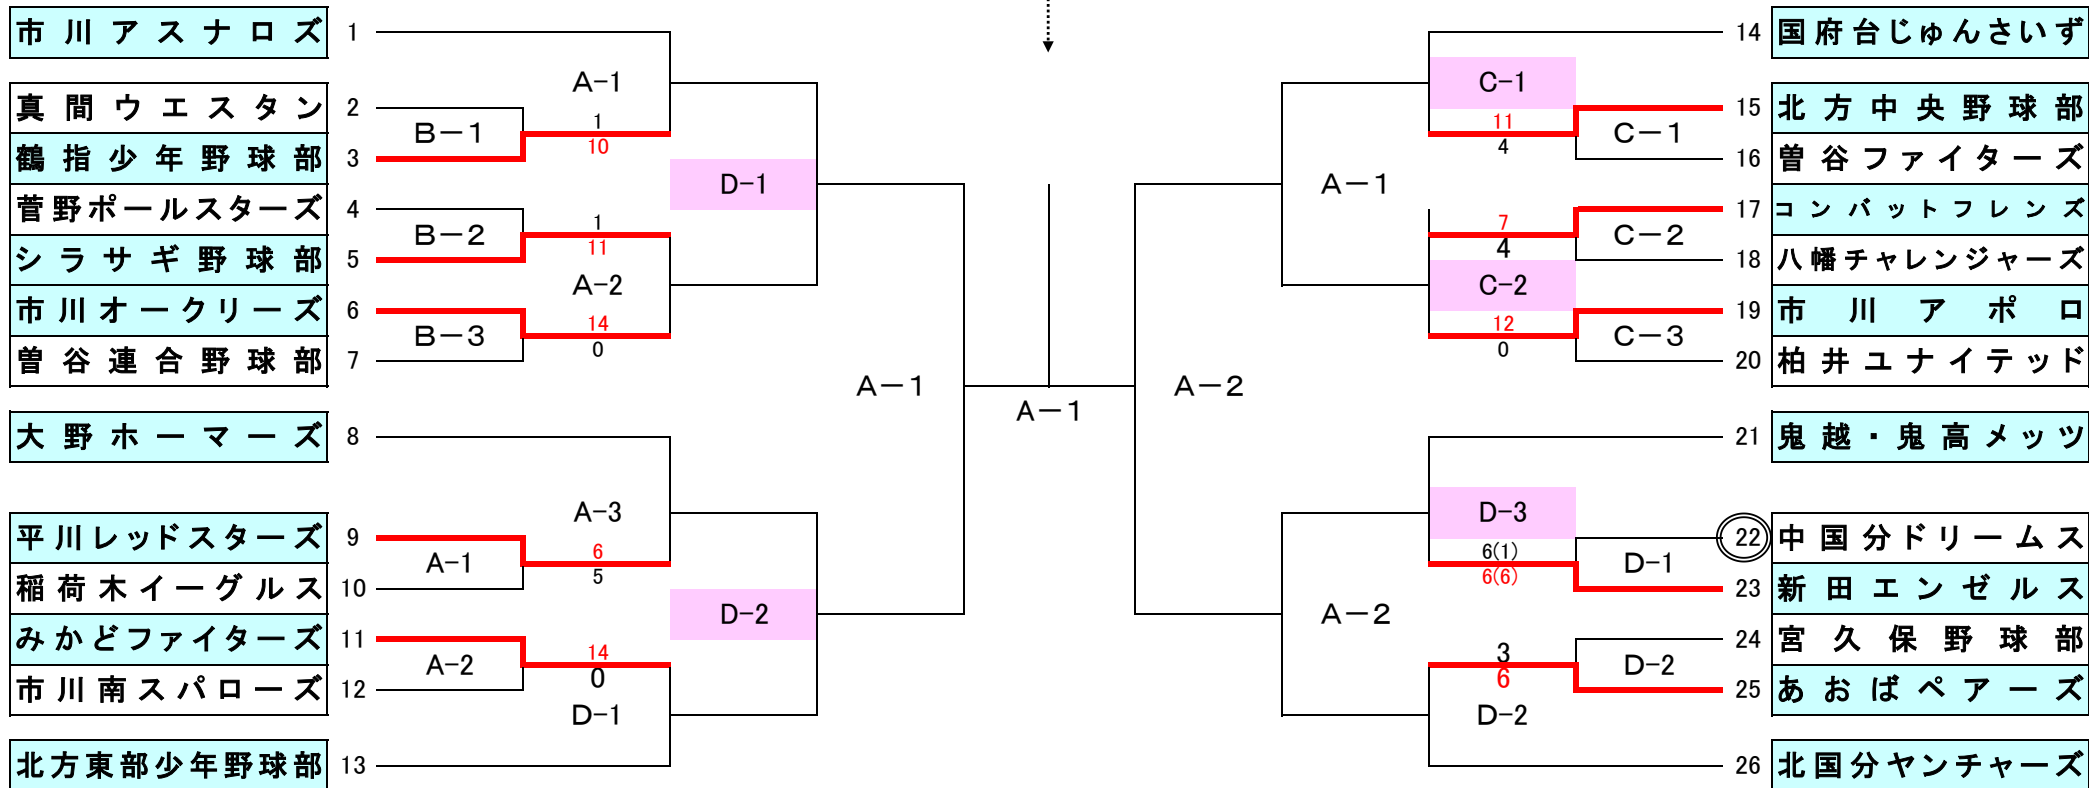 市川アスナロズ 1
A-1
真間ウエスタン 2
B－1
1
10
鶴指少年野球部 3
D-1
菅野ポールスターズ 4
B－2
1
11
シラサギ野球部 5
A-2
市川オークリーズ 6
B－3
14
0
曽谷連合野球部 7
A－1
大野ホーマーズ 8
A-3
平川レッドスターズ 9
A-1
6
5
稲荷木イーグルス 10
D-2
みかどファイターズ 11
A-2
14
0
市川南スパローズ 12
D-1
北方東部少年野球部 13
A－1
14 国府台じゅんさいず
C-1
15 北方中央野球部
11
4
C－1
16 曽谷ファイターズ
A－1
17 コンバットフレンズ
7
4
C－2
18 八幡チャレンジャーズ
C-2
19 市川アポロ
12
0
C－3
20 柏井ユナイテッド
A－2
21 鬼越・鬼高メッツ
D-3
22 中国分ドリームス
6(1)
6(6)
D-1
23 新田エンゼルス
A－2
24 宮久保野球部
3
6
D-2
25 あおばペアーズ
D-2
26 北国分ヤンチャーズ